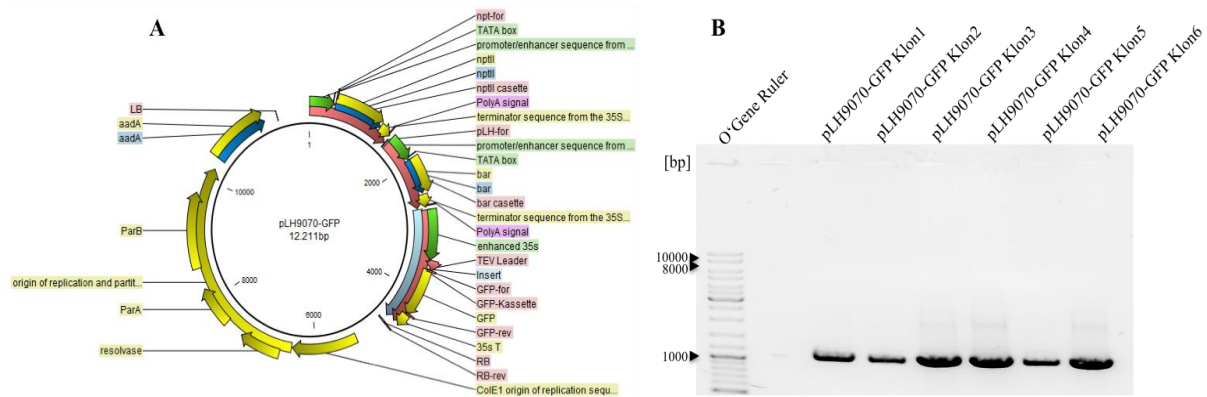 A
npt-for
TATA box
promoter/enhancer sequence from ...
nptII
nptII
nptII casette
PolyA signal
terminator sequence from the 35S...
pLH-for
promoter/enhancer sequence from ...
TATA box
bar
bar
bar casette
terminator sequence from the 35S...
PolyA signal
enhanced 35s
TEV Leader
Insert
GFP-for
GFP-Kassette
GFP
GFP-rev
35s T
RB
RB-rev
ColE1 origin of replication sequ...
LB
aadA
aadA
ParB
origin of replication and partit...
ParA
resolvase
1
2000
4000
6000
8000
10000
pLH9070-GFP
12.211bp
B
O'Gene Ruler
pLH9070-GFP Klon1
pLH9070-GFP Klon2
pLH9070-GFP Klon3
pLH9070-GFP Klon4
pLH9070-GFP Klon5
pLH9070-GFP Klon6
[bp]
10000
8000
1000